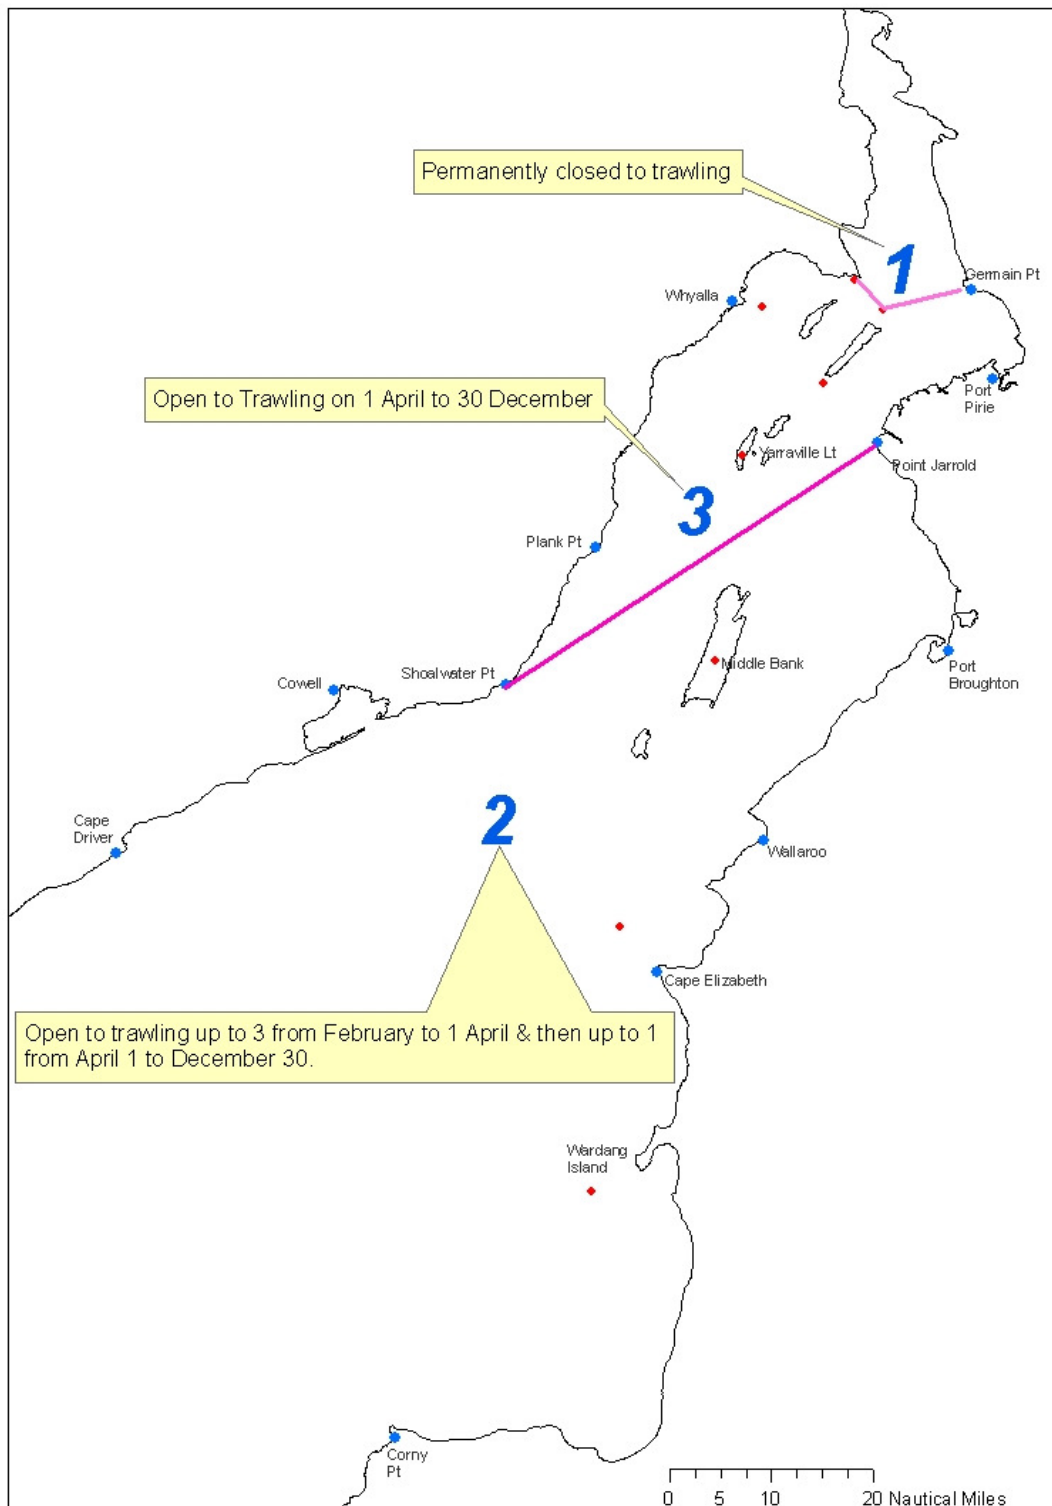 Permanently closed to trawling
1
Germain Pt
Whyalla
Open to Trawling on 1 April to 30 December
Port
Pirie
Yarraville Lt
Point Jarrold
3
Plank Pt
Shoalwater Pt
Cowell
Middle Bank
Port
Broughton
2
Cape
Driver
Wallaroo
Cape Elizabeth
Open to trawling up to 3 from February to 1 April & then up to 1
from April 1 to December 30.
Wardang
Island
Corny
Pt
0 5 10 20 Nautical Miles